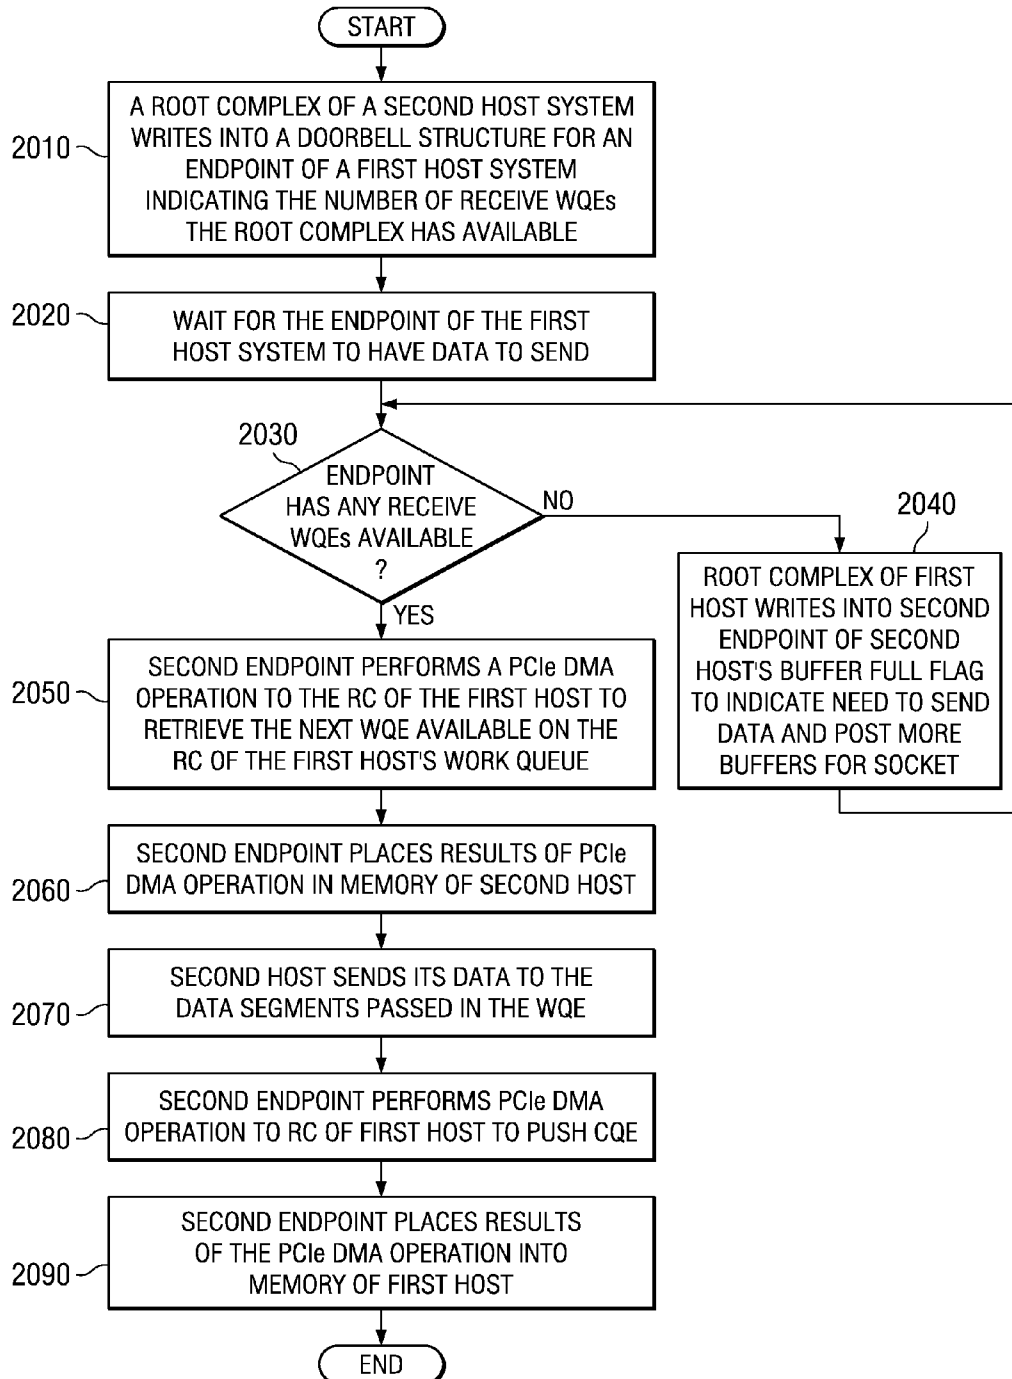 START
2010
A ROOT COMPLEX OF A SECOND HOST SYSTEM
WRITES INTO A DOORBELL STRUCTURE FOR AN
ENDPOINT OF A FIRST HOST SYSTEM
INDICATING THE NUMBER OF RECEIVE WQEs
THE ROOT COMPLEX HAS AVAILABLE
2020
WAIT FOR THE ENDPOINT OF THE FIRST
HOST SYSTEM TO HAVE DATA TO SEND
2030
ENDPOINT
HAS ANY RECEIVE
WQEs AVAILABLE
?
NO
YES
2040
ROOT COMPLEX OF FIRST
HOST WRITES INTO SECOND
ENDPOINT OF SECOND
HOST'S BUFFER FULL FLAG
TO INDICATE NEED TO SEND
DATA AND POST MORE
BUFFERS FOR SOCKET
2050
SECOND ENDPOINT PERFORMS A PCIe DMA
OPERATION TO THE RC OF THE FIRST HOST TO
RETRIEVE THE NEXT WQE AVAILABLE ON THE
RC OF THE FIRST HOST'S WORK QUEUE
2060
SECOND ENDPOINT PLACES RESULTS OF PCIe
DMA OPERATION IN MEMORY OF SECOND HOST
2070
SECOND HOST SENDS ITS DATA TO THE
DATA SEGMENTS PASSED IN THE WQE
2080
SECOND ENDPOINT PERFORMS PCIe DMA
OPERATION TO RC OF FIRST HOST TO PUSH CQE
2090
SECOND ENDPOINT PLACES RESULTS
OF THE PCIe DMA OPERATION INTO
MEMORY OF FIRST HOST
END